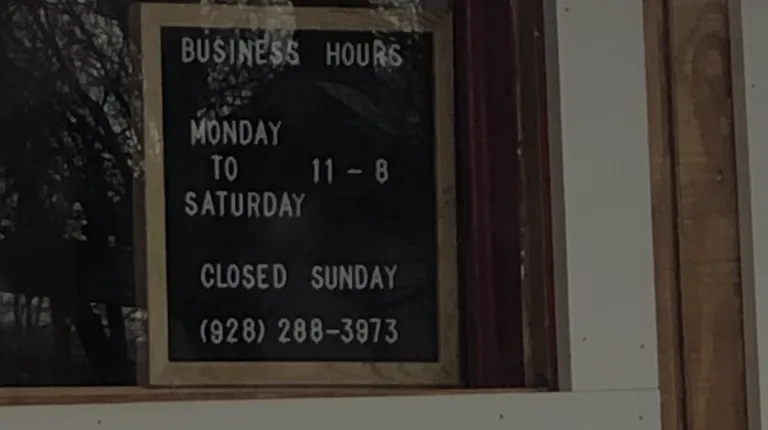 BUSINESS HOURS
MONDAY
TO 11 - 8
SATURDAY
CLOSED SUNDAY
(928) 288-3973